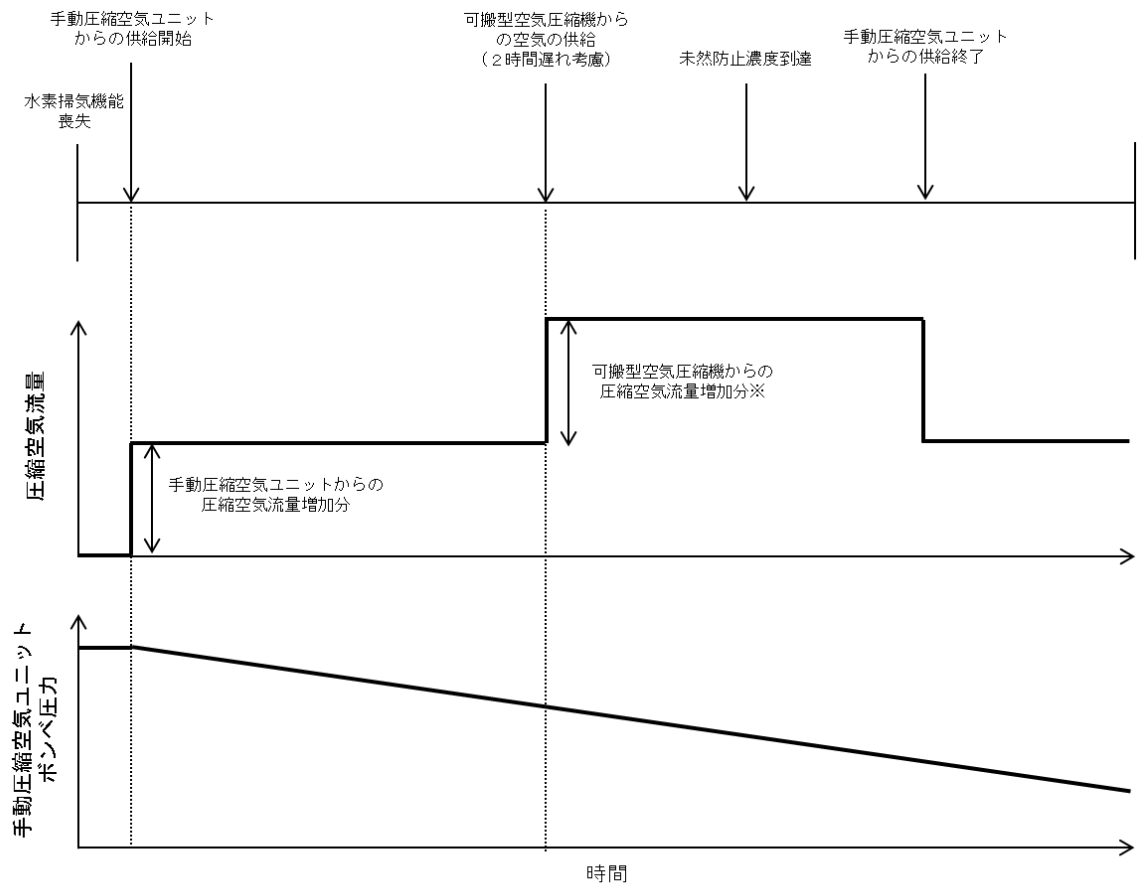 手動圧縮空気ユニット
からの供給開始
可搬型空気圧縮機から
の空気の供給
（２時間遅れ考慮）
未然防止濃度到達
手動圧縮空気ユニット
からの供給終了
水素掃気機能
喪失
圧縮空気流量
可搬型空気圧縮機からの
圧縮空気流量増加分※
手動圧縮空気ユニットからの
圧縮空気流量増加分
手動圧縮空気ユニット
ボンベ圧力
時間